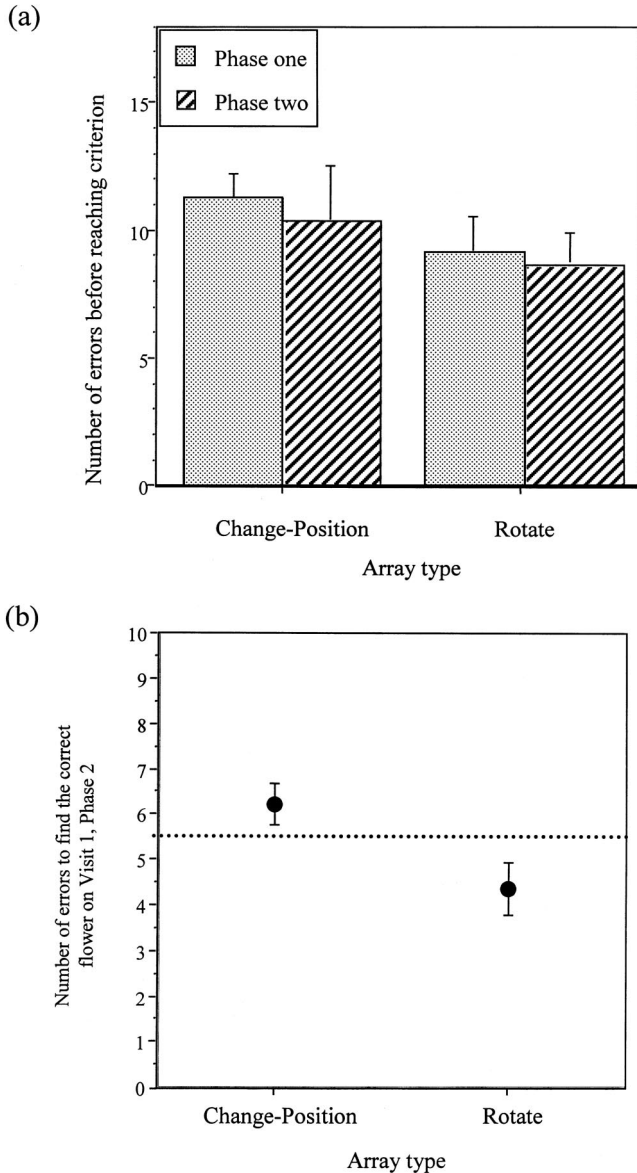 (a)
Phase one
Phase two
Number of errors before reaching criterion
15
10
5
0
Change-Position
Rotate
Array type
(b)
Number of errors to find the correct
flower on Visit 1, Phase 2
10
9
8
7
6
5
4
3
2
1
0
Change-Position
Rotate
Array type